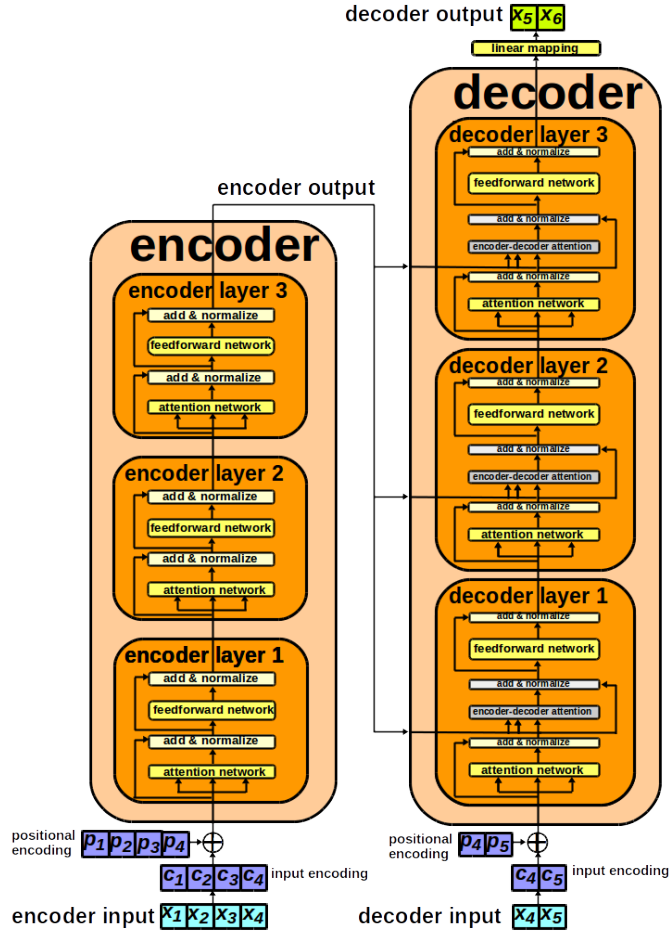 decoder output x5 x6
linear mapping
decoder
decoder layer 3
add & normalize
feedforward network
add & normalize
encoder-decoder attention
add & normalize
attention network
decoder layer 2
add & normalize
feedforward network
add & normalize
encoder-decoder attention
add & normalize
attention network
decoder layer 1
add & normalize
feedforward network
add & normalize
encoder-decoder attention
add & normalize
attention network
positional
encoding
p4 p5
c4 c5 input encoding
decoder input x4 x5
encoder output
encoder
encoder layer 3
add & normalize
feedforward network
add & normalize
attention network
encoder layer 2
add & normalize
feedforward network
add & normalize
attention network
encoder layer 1
add & normalize
feedforward network
add & normalize
attention network
positional
encoding
p1 p2 p3 p4
c1 c2 c3 c4 input encoding
encoder input x1 x2 x3 x4